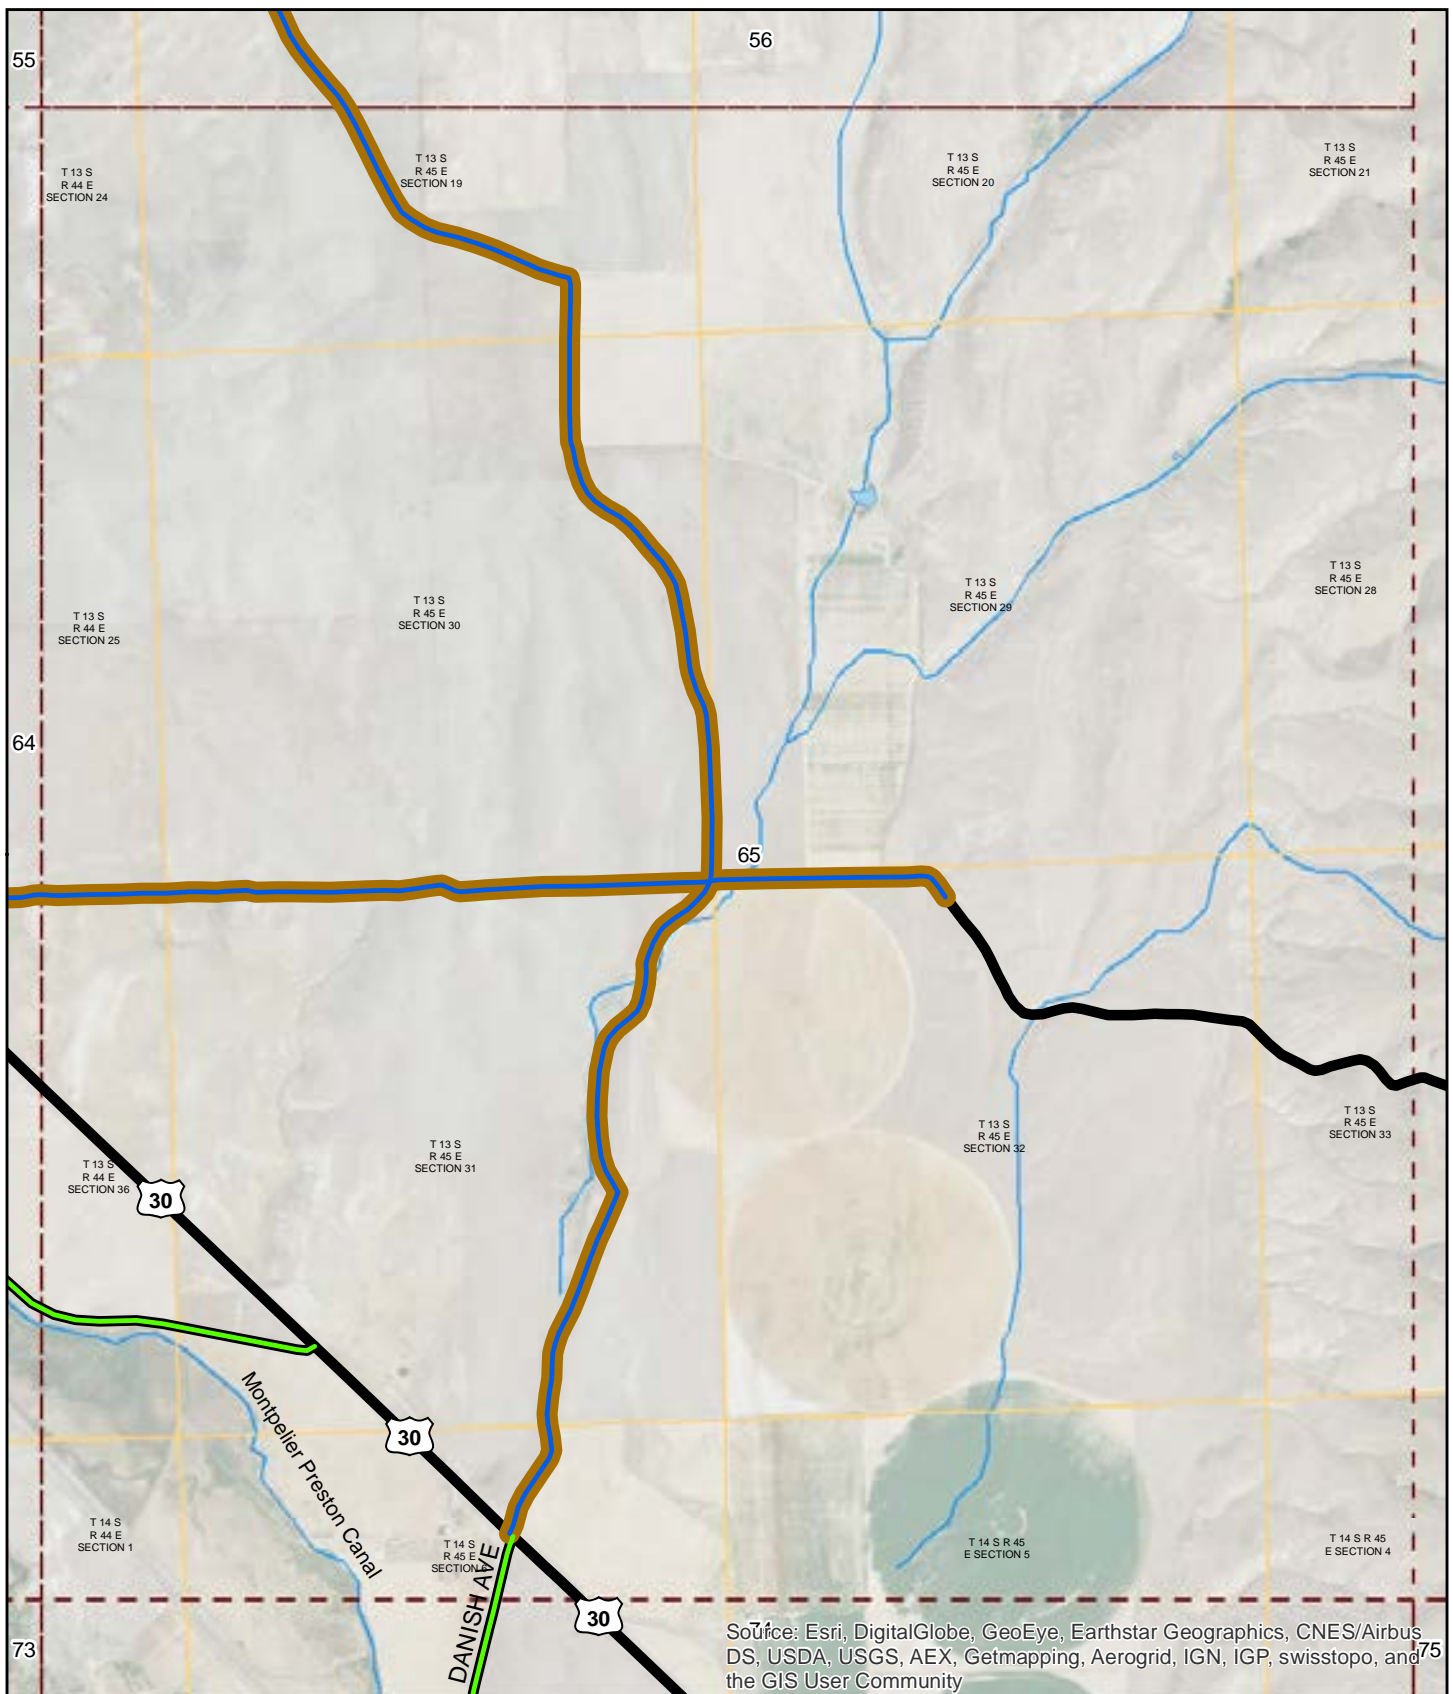 55
56
T 13 S
R 44 E
SECTION 24
T 13 S
R 45 E
SECTION 19
T 13 S
R 45 E
SECTION 20
T 13 S
R 45 E
SECTION 21
T 13 S
R 44 E
SECTION 25
T 13 S
R 45 E
SECTION 30
T 13 S
R 45 E
SECTION 29
T 13 S
R 45 E
SECTION 28
64
65
T 13 S
R 44 E
SECTION 36
30
T 13 S
R 45 E
SECTION 31
T 13 S
R 45 E
SECTION 32
T 13 S
R 45 E
SECTION 33
30
Montpelier Preston Canal
T 14 S
R 44 E
SECTION 1
T 14 S
R 45 E
SECTION 6
DANISH AVE
T 14 S R 45
E SECTION 5
T 14 S R 45
E SECTION 4
30
73
74
75
Source: Esri, DigitalGlobe, GeoEye, Earthstar Geographics, CNES/Airbus
DS, USDA, USGS, AEX, Getmapping, Aerogrid, IGN, IGP, swisstopo, and
the GIS User Community